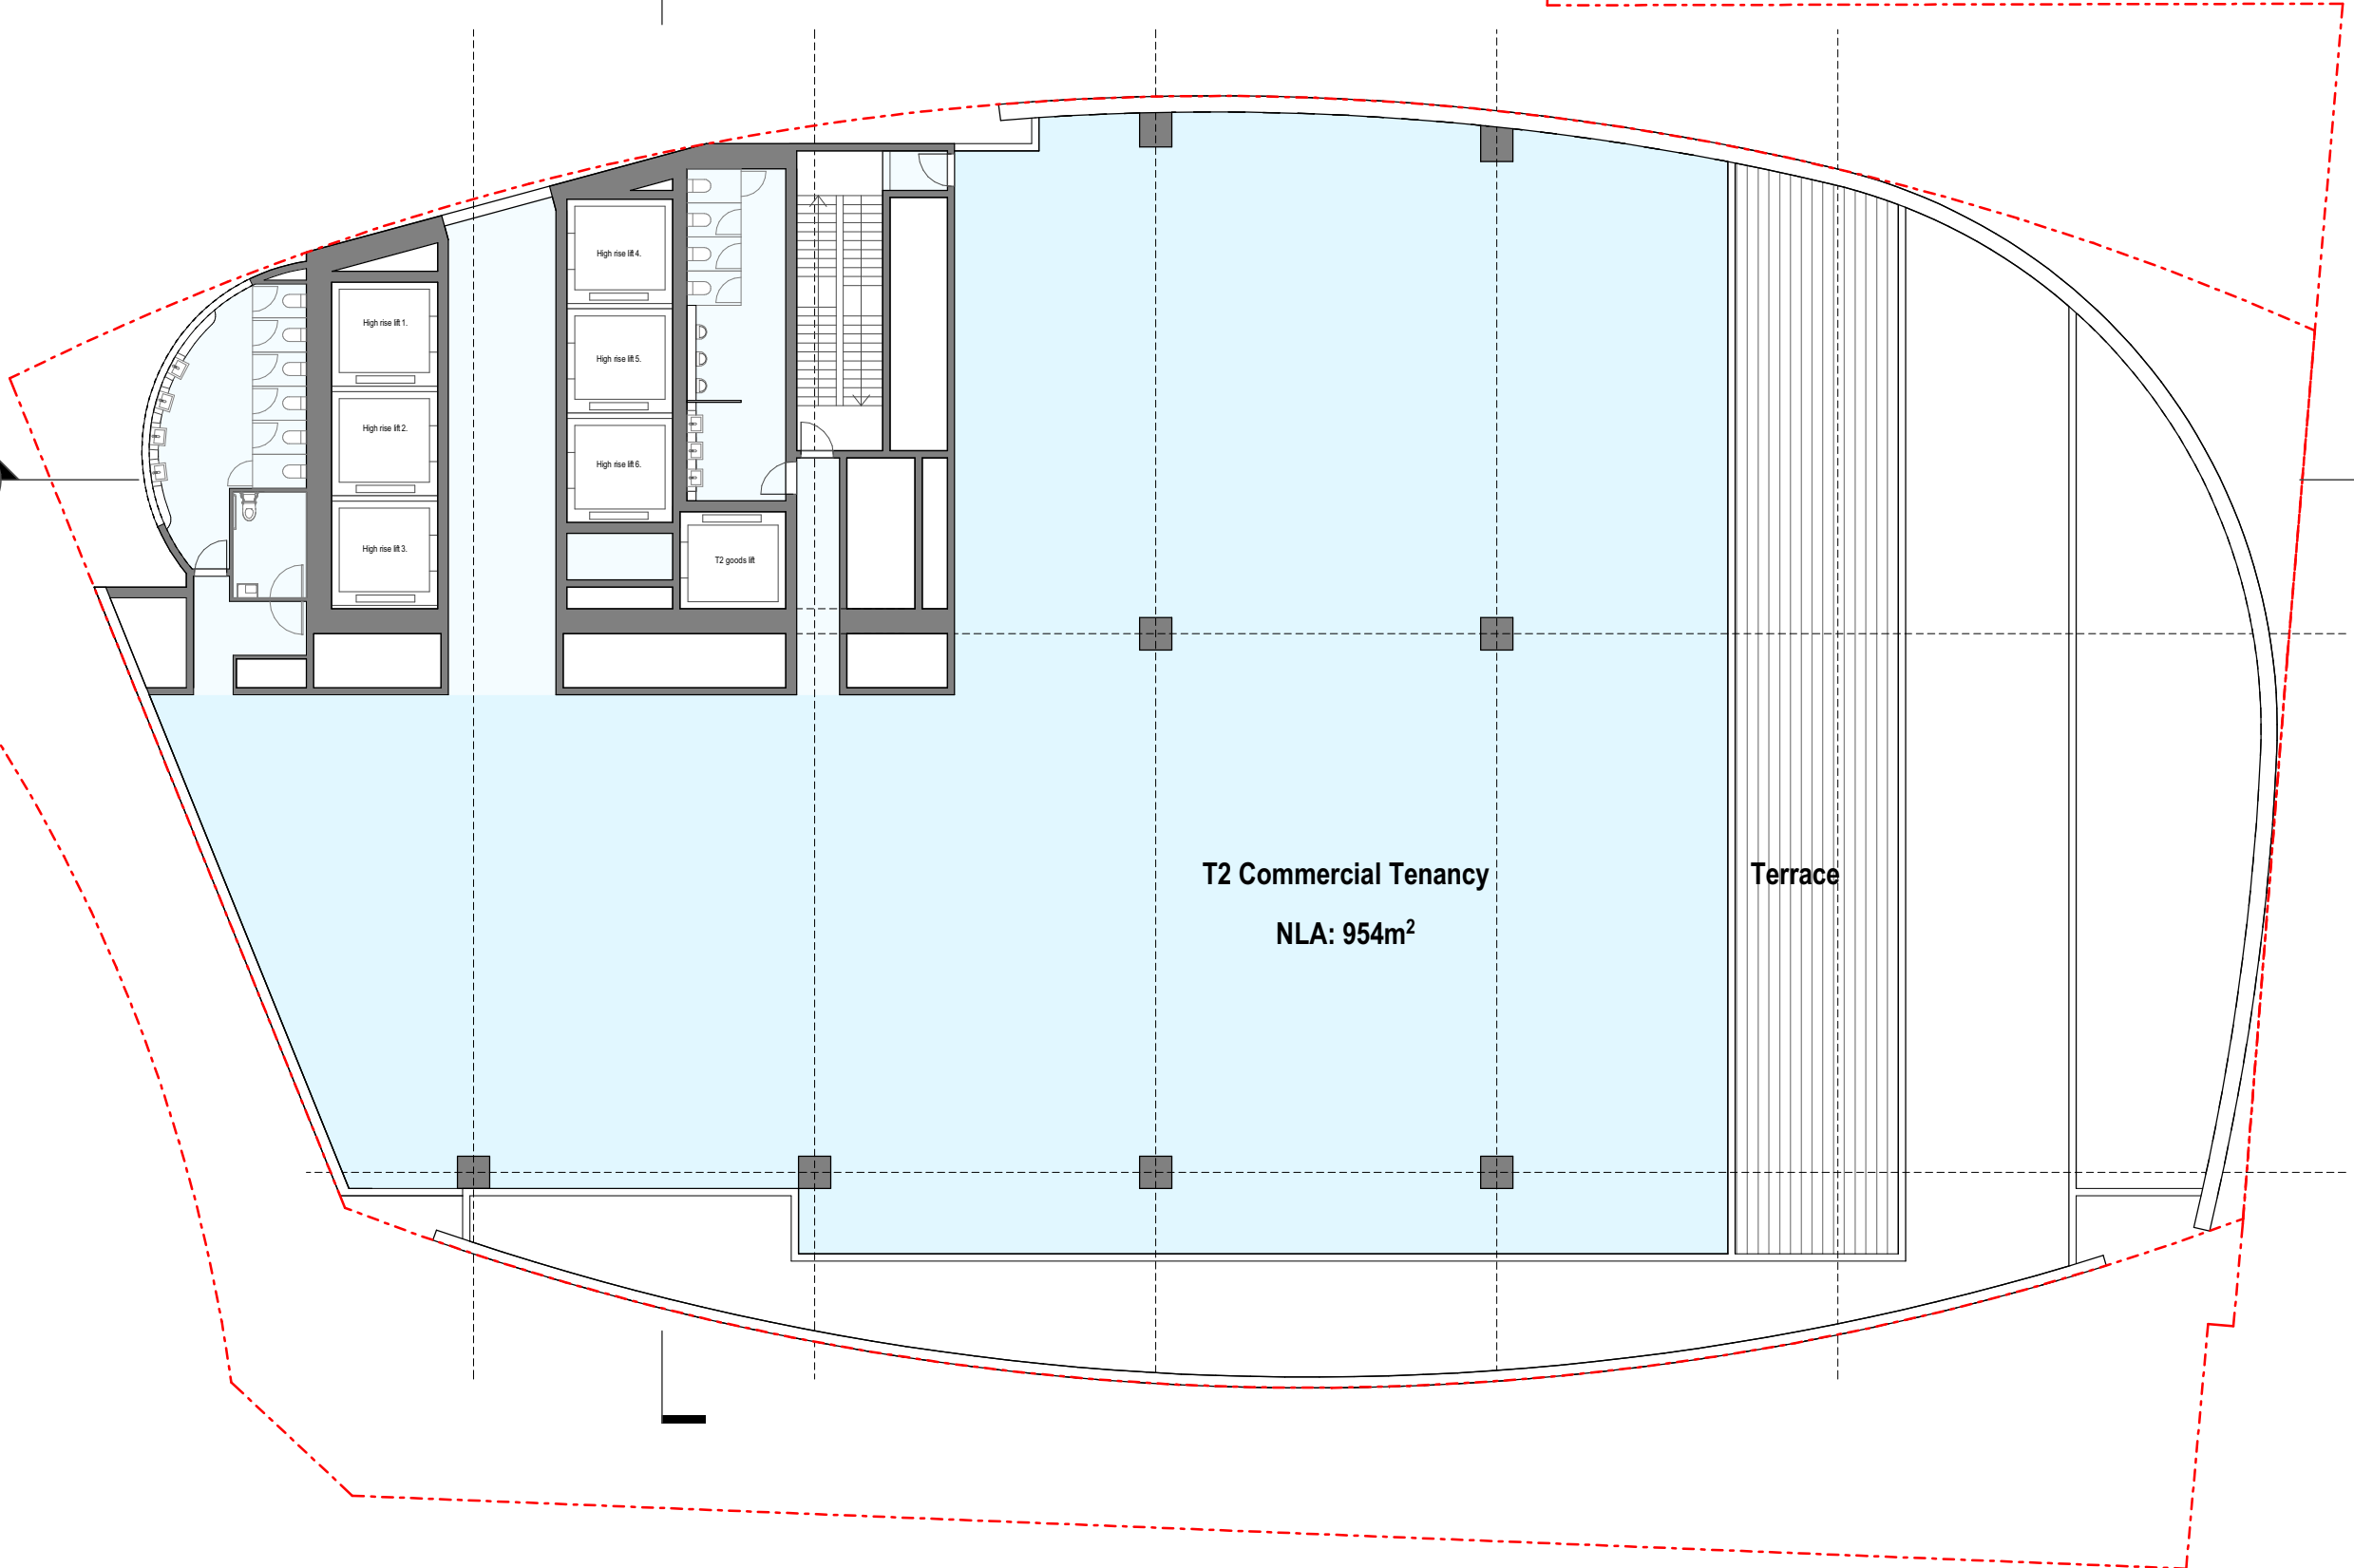 High rise lift 4.
High rise lift 1.
High rise lift 5.
High rise lift 2.
High rise lift 6.
High rise lift 3.
T2 goods lift
T2 Commercial Tenancy
Terrace
NLA: 954m²